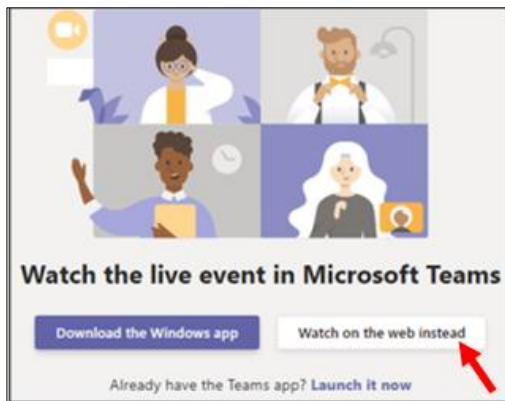 Watch the live event in Microsoft Teams
Download the Windows app
Watch on the web instead
Already have the Teams app? Launch it now